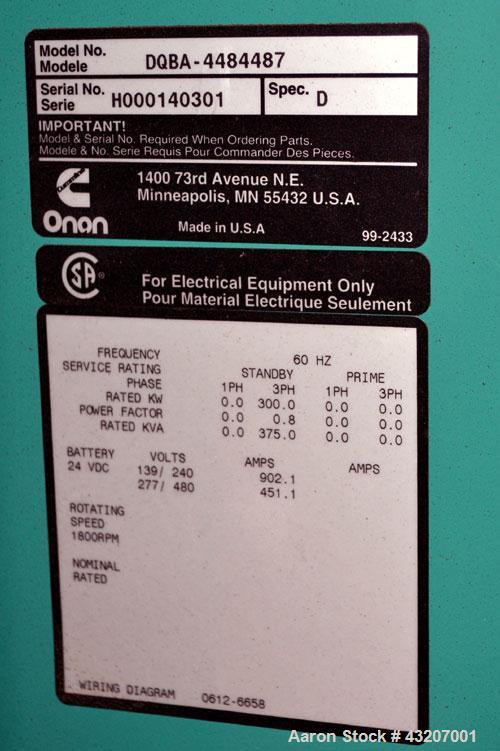 Model No.
Modele
DQBA-4484487
Serial No.
Serie
H000140301
Spec. D
IMPORTANT!
Model & Serial No. Required When Ordering Parts.
Modele & No. Serie Requis Pour Commander Des Pieces.
Cummins
Onan
1400 73rd Avenue N.E.
Minneapolis, MN 55432 U.S.A.
Made in U.S.A
99-2433
CSA®
For Electrical Equipment Only
Pour Material Electrique Seulement
FREQUENCY 60 HZ
SERVICE RATING STANDBY PRIME
PHASE 1PH 3PH 1PH 3PH
RATED KW 0.0 300.0 0.0 0.0
POWER FACTOR 0.0 0.8 0.0 0.0
RATED KVA 0.0 375.0 0.0 0.0
BATTERY VOLTS AMPS AMPS
24 VDC 139/ 240 902.1
277/ 480 451.1
ROTATING
SPEED
1800RPM
NOMINAL
RATED
WIRING DIAGRAM 0612-6658
Aaron Stock # 43207001